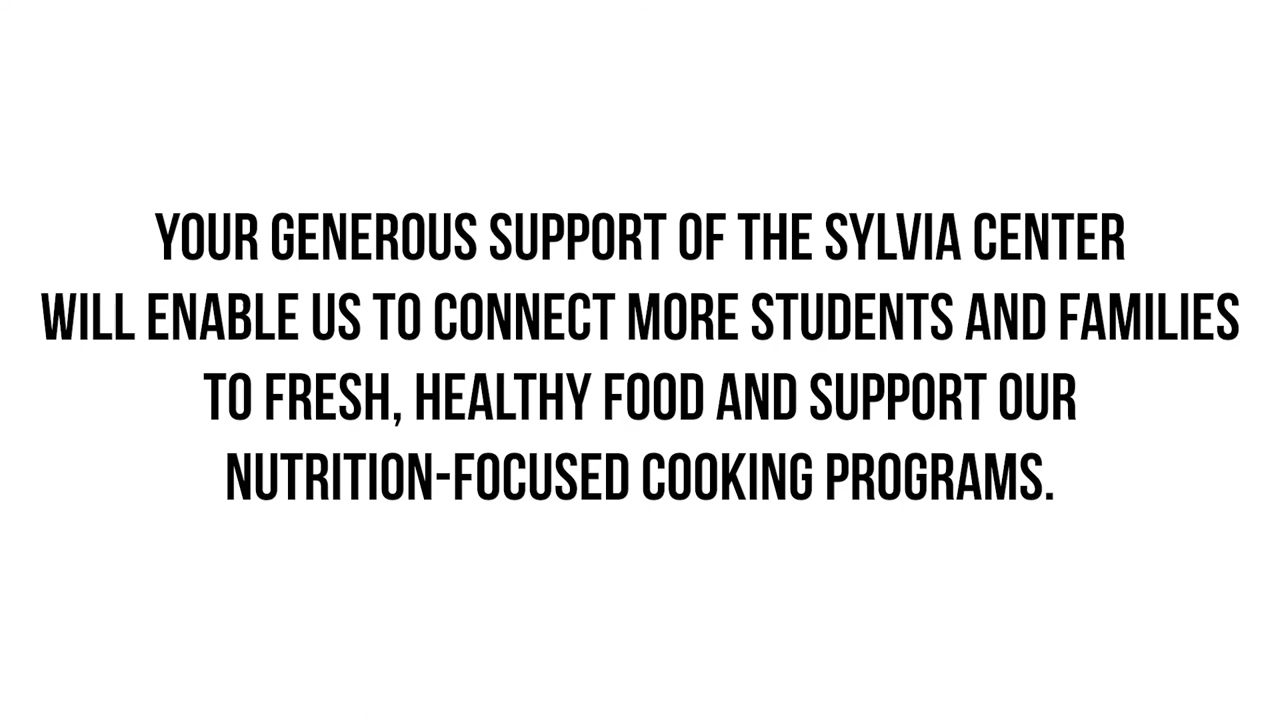 YOUR GENEROUS SUPPORT OF THE SYLVIA CENTER
WILL ENABLE US TO CONNECT MORE STUDENTS AND FAMILIES
TO FRESH, HEALTHY FOOD AND SUPPORT OUR
NUTRITION-FOCUSED COOKING PROGRAMS.